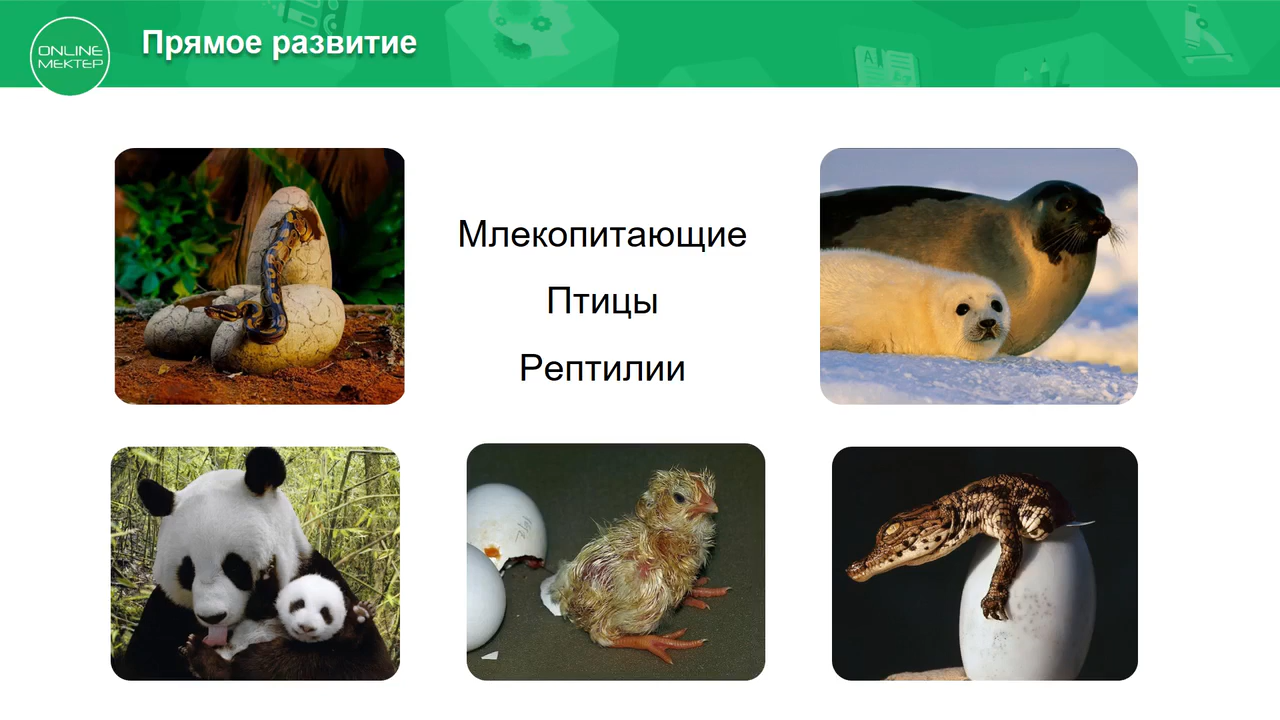 ONLINE
МЕКТЕР
Прямое развитие
Млекопитающие
Птицы
Рептилии